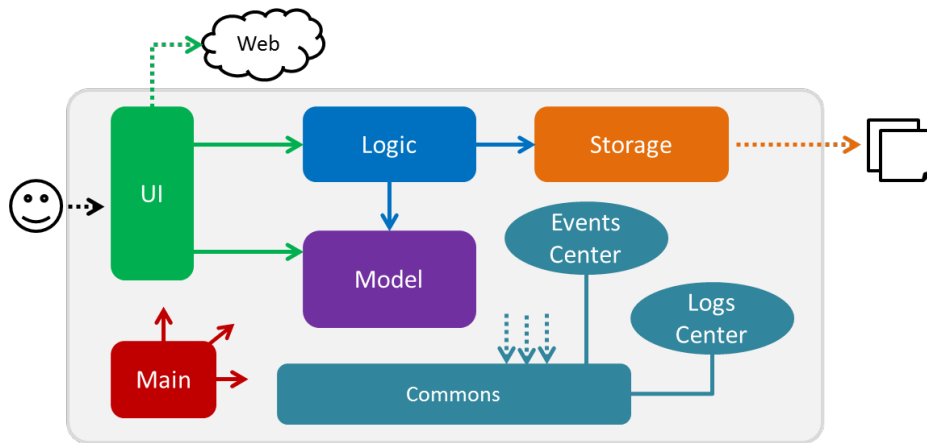 Web
UI
Logic
Storage
Model
Events
Center
Logs
Center
Main
Commons